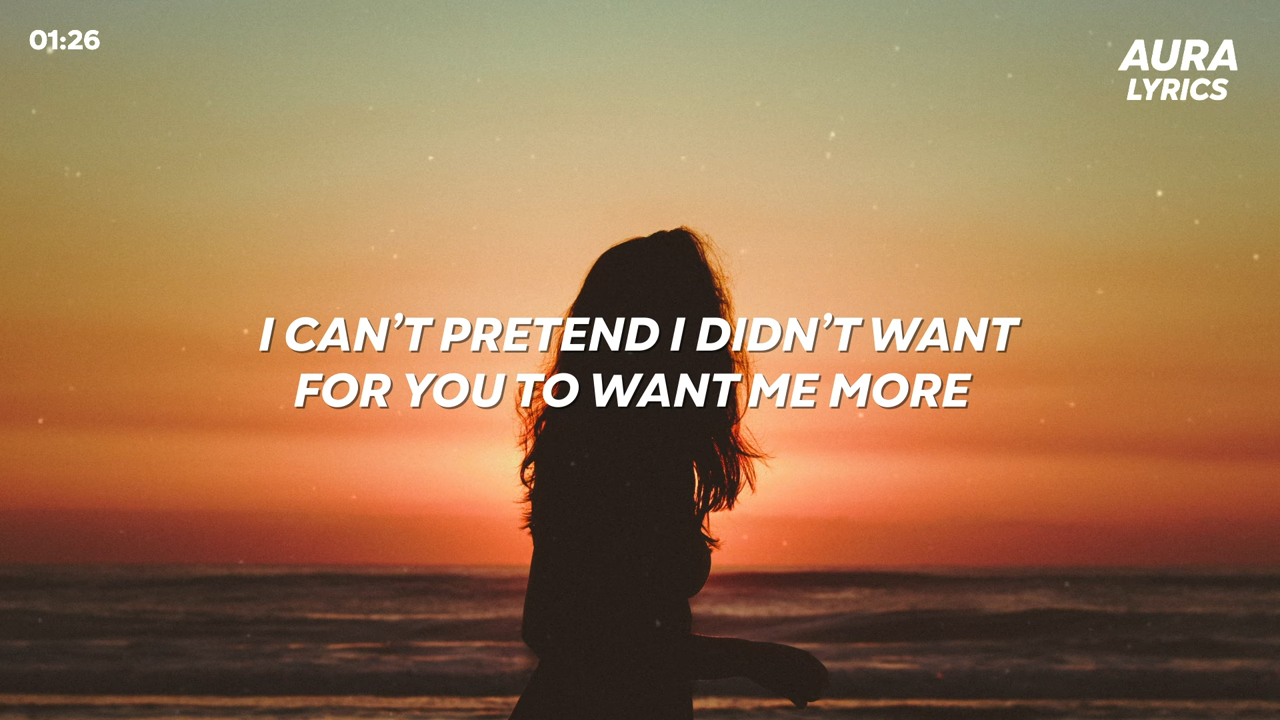 01:26
AURA
LYRICS
I CAN'T PRETEND I DIDN'T WANT
FOR YOU TO WANT ME MORE